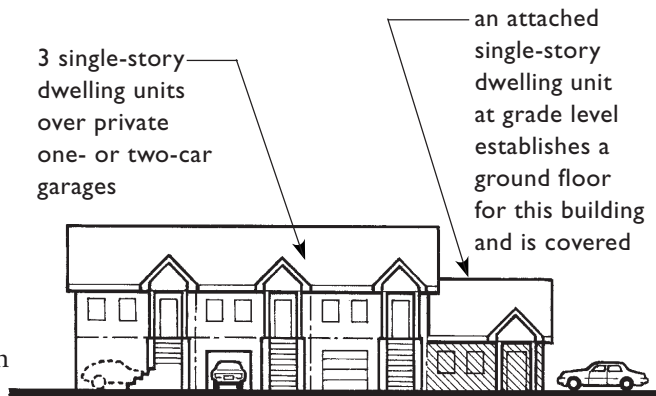 3 single-story
dwelling units
over private
one- or two-car
garages
an attached
single-story
dwelling unit
at grade level
establishes a
ground floor
for this building
and is covered